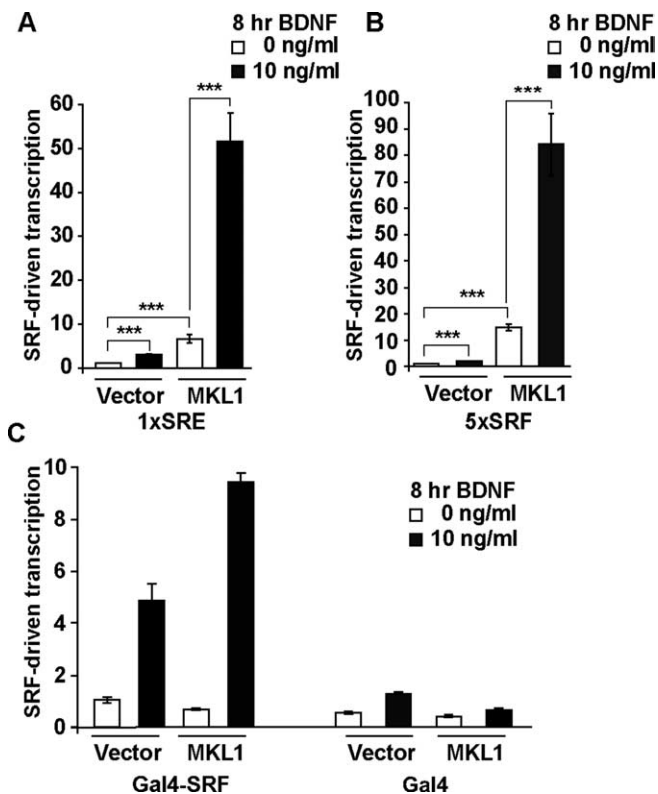 A
8 hr BDNF
0 ng/ml
10 ng/ml
SRF-driven transcription
60
50
40
30
20
10
0
***
***
***
Vector
MKL1
1xSRE
B
8 hr BDNF
0 ng/ml
10 ng/ml
SRF-driven transcription
100
90
80
70
60
50
40
30
20
10
0
***
***
***
Vector
MKL1
5xSRF
C
SRF-driven transcription
10
8
6
4
2
0
8 hr BDNF
0 ng/ml
10 ng/ml
Vector
MKL1
Vector
MKL1
Gal4-SRF
Gal4